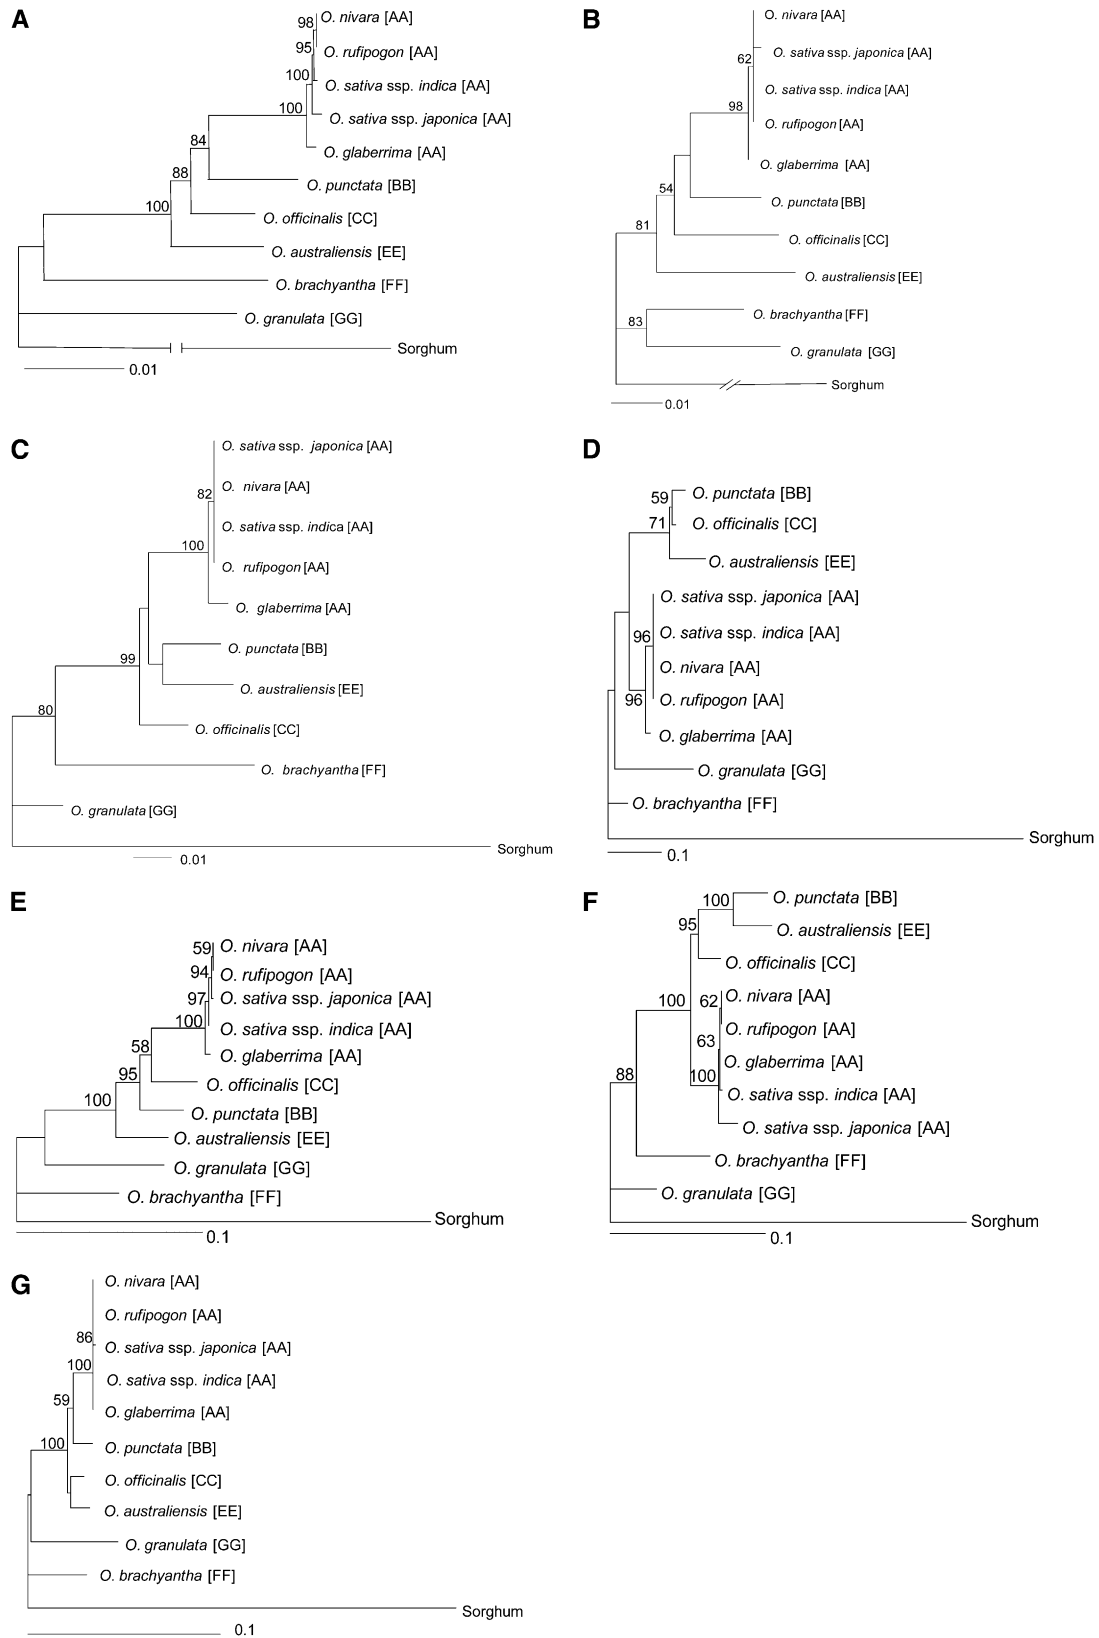 A
98
O. nivara [AA]
95
O. rufipogon [AA]
100
O. sativa ssp. indica [AA]
100
O. sativa ssp. japonica [AA]
84
O. glaberrima [AA]
88
O. punctata [BB]
100
O. officinalis [CC]
O. australiensis [EE]
O. brachyantha [FF]
O. granulata [GG]
Sorghum
0.01
B
O. nivara [AA]
62
O. sativa ssp. japonica [AA]
O. sativa ssp. indica [AA]
98
O. rufipogon [AA]
O. glaberrima [AA]
54
O. punctata [BB]
81
O. officinalis [CC]
O. australiensis [EE]
83
O. brachyantha [FF]
O. granulata [GG]
Sorghum
0.01
C
O. sativa ssp. japonica [AA]
O. nivara [AA]
82
O. sativa ssp. indica [AA]
100
O. rufipogon [AA]
O. glaberrima [AA]
O. punctata [BB]
99
O. australiensis [EE]
80
O. officinalis [CC]
O. brachyantha [FF]
O. granulata [GG]
Sorghum
0.01
D
59
O. punctata [BB]
71
O. officinalis [CC]
O. australiensis [EE]
O. sativa ssp. japonica [AA]
96
O. sativa ssp. indica [AA]
O. nivara [AA]
96
O. rufipogon [AA]
O. glaberrima [AA]
O. granulata [GG]
O. brachyantha [FF]
Sorghum
0.1
E
59
O. nivara [AA]
94
O. rufipogon [AA]
97
O. sativa ssp. japonica [AA]
100
O. sativa ssp. indica [AA]
58
O. glaberrima [AA]
95
O. officinalis [CC]
100
O. punctata [BB]
O. australiensis [EE]
O. granulata [GG]
O. brachyantha [FF]
Sorghum
0.1
F
100
O. punctata [BB]
95
O. australiensis [EE]
O. officinalis [CC]
100
62
O. nivara [AA]
O. rufipogon [AA]
63
O. glaberrima [AA]
88
100
O. sativa ssp. indica [AA]
O. sativa ssp. japonica [AA]
O. brachyantha [FF]
O. granulata [GG]
Sorghum
0.1
G
O. nivara [AA]
O. rufipogon [AA]
86
O. sativa ssp. japonica [AA]
100
O. sativa ssp. indica [AA]
59
O. glaberrima [AA]
100
O. punctata [BB]
O. officinalis [CC]
O. australiensis [EE]
O. granulata [GG]
O. brachyantha [FF]
Sorghum
0.1